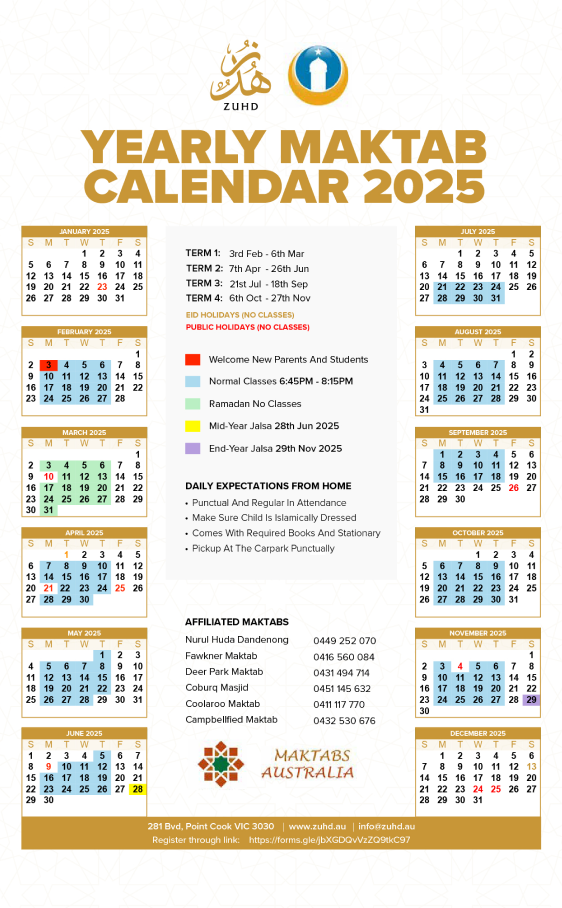 زهد
ZUHD
YEARLY MAKTAB
CALENDAR 2025
JANUARY 2025
S M T W T F S
1 2 3 4
5 6 7 8 9 10 11
12 13 14 15 16 17 18
19 20 21 22 23 24 25
26 27 28 29 30 31
FEBRUARY 2025
S M T W T F S
1
2 3 4 5 6 7 8
9 10 11 12 13 14 15
16 17 18 19 20 21 22
23 24 25 26 27 28
MARCH 2025
S M T W T F S
1
2 3 4 5 6 7 8
9 10 11 12 13 14 15
16 17 18 19 20 21 22
23 24 25 26 27 28 29
30 31
APRIL 2025
S M T W T F S
1 2 3 4 5
6 7 8 9 10 11 12
13 14 15 16 17 18 19
20 21 22 23 24 25 26
27 28 29 30
MAY 2025
S M T W T F S
1 2 3
4 5 6 7 8 9 10
11 12 13 14 15 16 17
18 19 20 21 22 23 24
25 26 27 28 29 30 31
JUNE 2025
S M T W T F S
1 2 3 4 5 6 7
8 9 10 11 12 13 14
15 16 17 18 19 20 21
22 23 24 25 26 27 28
29 30
TERM 1: 3rd Feb - 6th Mar
TERM 2: 7th Apr - 26th Jun
TERM 3: 21st Jul - 18th Sep
TERM 4: 6th Oct - 27th Nov
EID HOLIDAYS (NO CLASSES)
PUBLIC HOLIDAYS (NO CLASSES)
Welcome New Parents And Students
Normal Classes 6:45PM - 8:15PM
Ramadan No Classes
Mid-Year Jalsa 28th Jun 2025
End-Year Jalsa 29th Nov 2025
DAILY EXPECTATIONS FROM HOME
• Punctual And Regular In Attendance
• Make Sure Child Is Islamically Dressed
• Comes With Required Books And Stationary
• Pickup At The Carpark Punctually
AFFILIATED MAKTABS
Nurul Huda Dandenong 0449 252 070
Fawkner Maktab 0416 560 084
Deer Park Maktab 0431 494 714
Coburq Masjid 0451 145 632
Coolaroo Maktab 0411 117 770
Campbellfied Maktab 0432 530 676
MAKTABS
AUSTRALIA
JULY 2025
S M T W T F S
1 2 3 4 5
6 7 8 9 10 11 12
13 14 15 16 17 18 19
20 21 22 23 24 25 26
27 28 29 30 31
AUGUST 2025
S M T W T F S
1 2
3 4 5 6 7 8 9
10 11 12 13 14 15 16
17 18 19 20 21 22 23
24 25 26 27 28 29 30
31
SEPTEMBER 2025
S M T W T F S
1 2 3 4 5 6
7 8 9 10 11 12 13
14 15 16 17 18 19 20
21 22 23 24 25 26 27
28 29 30
OCTOBER 2025
S M T W T F S
1 2 3 4
5 6 7 8 9 10 11
12 13 14 15 16 17 18
19 20 21 22 23 24 25
26 27 28 29 30 31
NOVEMBER 2025
S M T W T F S
1
2 3 4 5 6 7 8
9 10 11 12 13 14 15
16 17 18 19 20 21 22
23 24 25 26 27 28 29
30
DECEMBER 2025
S M T W T F S
1 2 3 4 5 6
7 8 9 10 11 12 13
14 15 16 17 18 19 20
21 22 23 24 25 26 27
28 29 30 31
281 Bvd, Point Cook VIC 3030 | www.zuhd.au | info@zuhd.au
Register through link: https://forms.gle/jbXGDQvVzZQ9tkC97